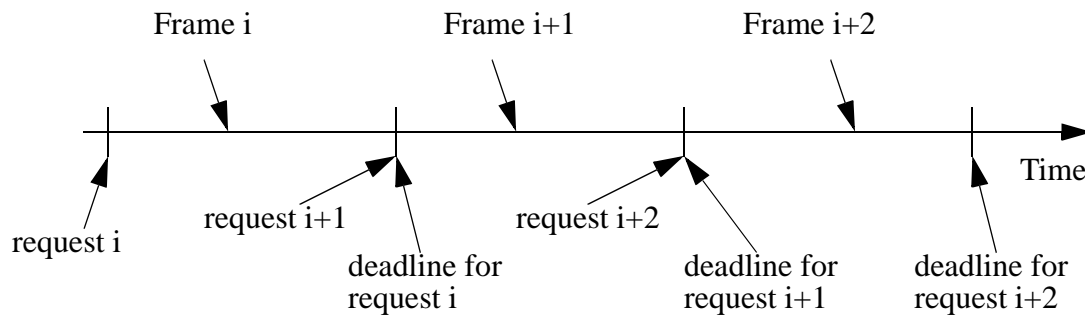 Frame i
Frame i+1
Frame i+2
Time
request i+1
request i+2
request i
deadline for
request i
deadline for
request i+1
deadline for
request i+2